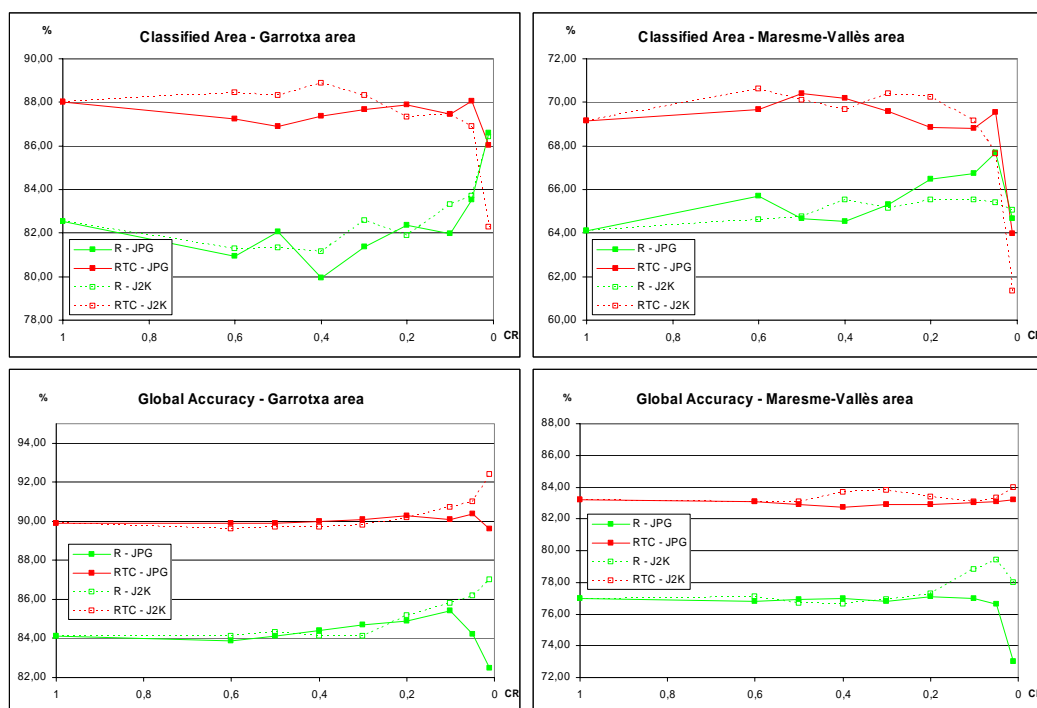 %
Classified Area - Garrotxa area
90,00
88,00
86,00
84,00
82,00
80,00
78,00
R - JPG
RTC - JPG
R - J2K
RTC - J2K
1
0,8
0,6
0,4
0,2
0
CR
%
Classified Area - Maresme-Vallès area
72,00
70,00
68,00
66,00
64,00
62,00
60,00
R - JPG
RTC - JPG
R - J2K
RTC - J2K
1
0,8
0,6
0,4
0,2
0
CR
%
Global Accuracy - Garrotxa area
94,00
92,00
90,00
88,00
86,00
84,00
82,00
R - JPG
RTC - JPG
R - J2K
RTC - J2K
1
0,8
0,6
0,4
0,2
0
CR
%
Global Accuracy - Maresme-Vallès area
88,00
86,00
84,00
82,00
80,00
78,00
76,00
74,00
72,00
R - JPG
RTC - JPG
R - J2K
RTC - J2K
1
0,8
0,6
0,4
0,2
0
CR